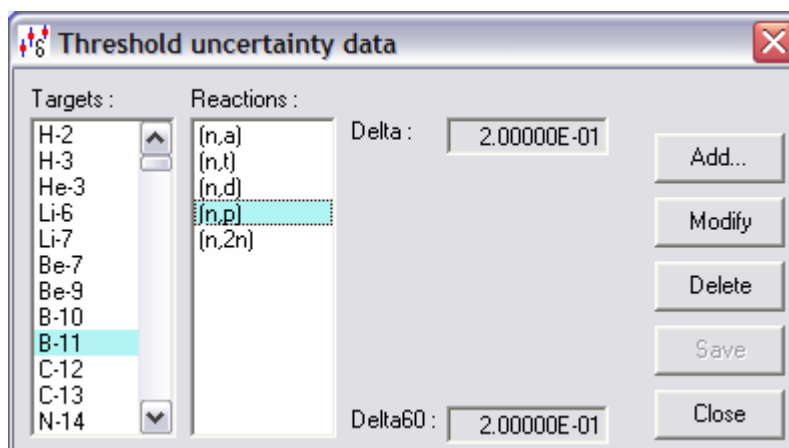 Threshold uncertainty data
Targets :
H-2
H-3
He-3
Li-6
Li-7
Be-7
Be-9
B-10
B-11
C-12
C-13
N-14
Reactions :
(n,a)
(n,t)
(n,d)
(n,p)
(n,2n)
Delta : 2.00000E-01
Delta60 : 2.00000E-01
Add...
Modify
Delete
Save
Close